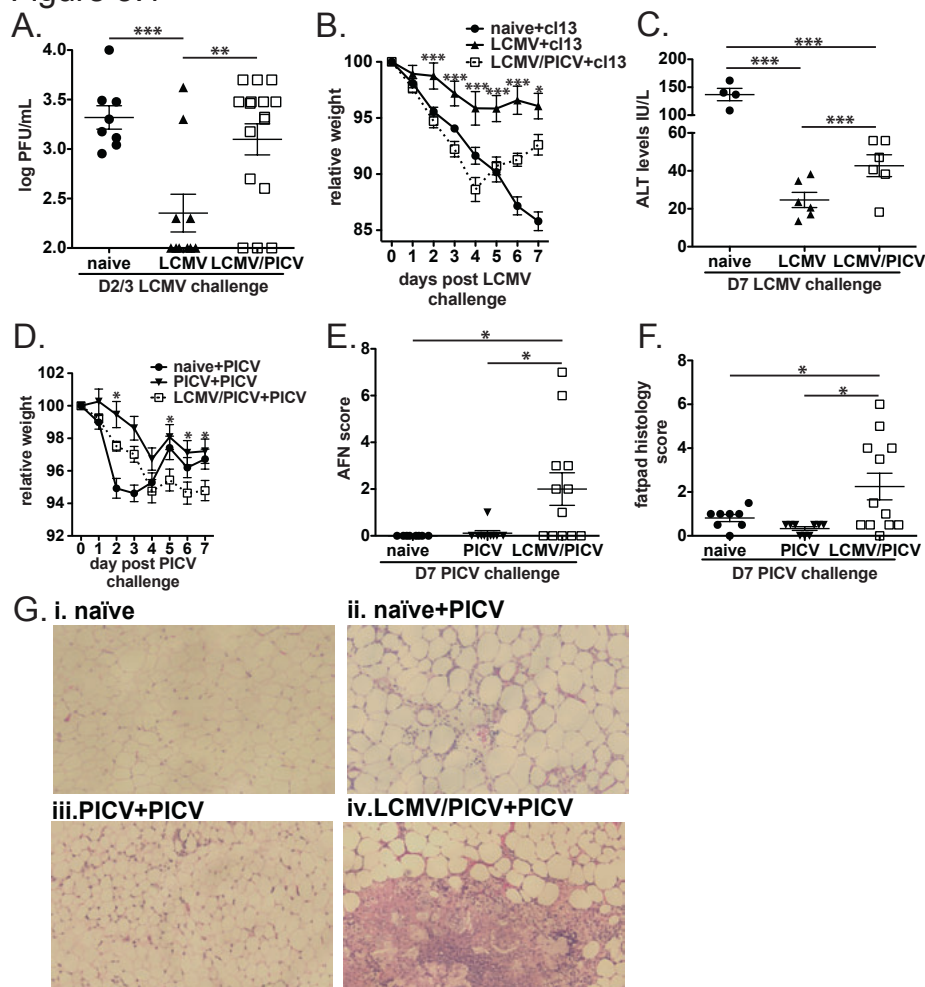 A.
***
**
4.0
3.5
3.0
2.5
2.0
log PFU/mL
naive LCMV LCMV/PICV
D2/3 LCMV challenge
B.
naive+cl13
LCMV+cl13
LCMV/PICV+cl13
100
95
90
85
relative weight
*** *** *** *** *** *
0 1 2 3 4 5 6 7
days post LCMV
challenge
C.
***
***
***
200
150
100
60
40
20
0
ALT levels IU/L
naive LCMV LCMV/PICV
D7 LCMV challenge
D.
naive+PICV
PICV+PICV
LCMV/PICV+PICV
102
100
98
96
94
92
relative weight
* * * *
0 1 2 3 4 5 6 7
day post PICV
challenge
E.
*
*
8
6
4
2
0
AFN score
naive PICV LCMV/PICV
D7 PICV challenge
F.
*
*
8
6
4
2
0
fatpad histology
score
naive PICV LCMV/PICV
D7 PICV challenge
G.
i. naïve
ii. naïve+PICV
iii.PICV+PICV
iv.LCMV/PICV+PICV